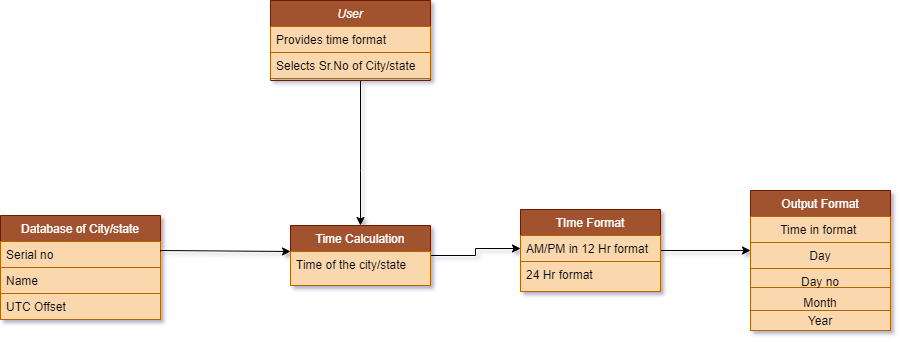 User
Provides time format
Selects Sr.No of City/state
Database of City/state
Serial no
Name
UTC Offset
Time Calculation
Time of the city/state
TIme Format
AM/PM in 12 Hr format
24 Hr format
Output Format
Time in format
Day
Day no
Month
Year